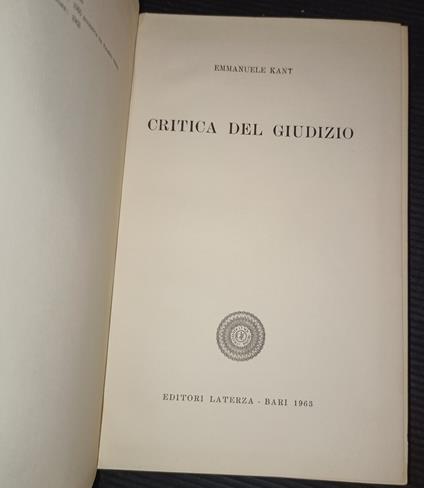 EMMANUELE KANT
CRITICA DEL GIUDIZIO
EDITORI LATERZA - BARI 1963